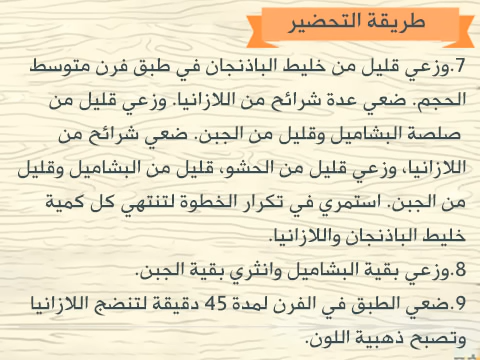 طريقة التحضير
7.وزعي قليل من خليط الباذنجان في طبق فرن متوسط
الحجم. ضعي عدة شرائح من اللازانيا. وزعي قليل من
صلصة البشاميل وقليل من الجبن. ضعي شرائح من
اللازانيا، وزعي قليل من الحشو، قليل من البشاميل وقليل
من الجبن. استمري في تكرار الخطوة لتنتهي كل كمية
خليط الباذنجان واللازانيا.
8.وزعي بقية البشاميل وانثري بقية الجبن.
9.ضعي الطبق في الفرن لمدة 45 دقيقة لتنضج اللازانيا
وتصبح ذهبية اللون.